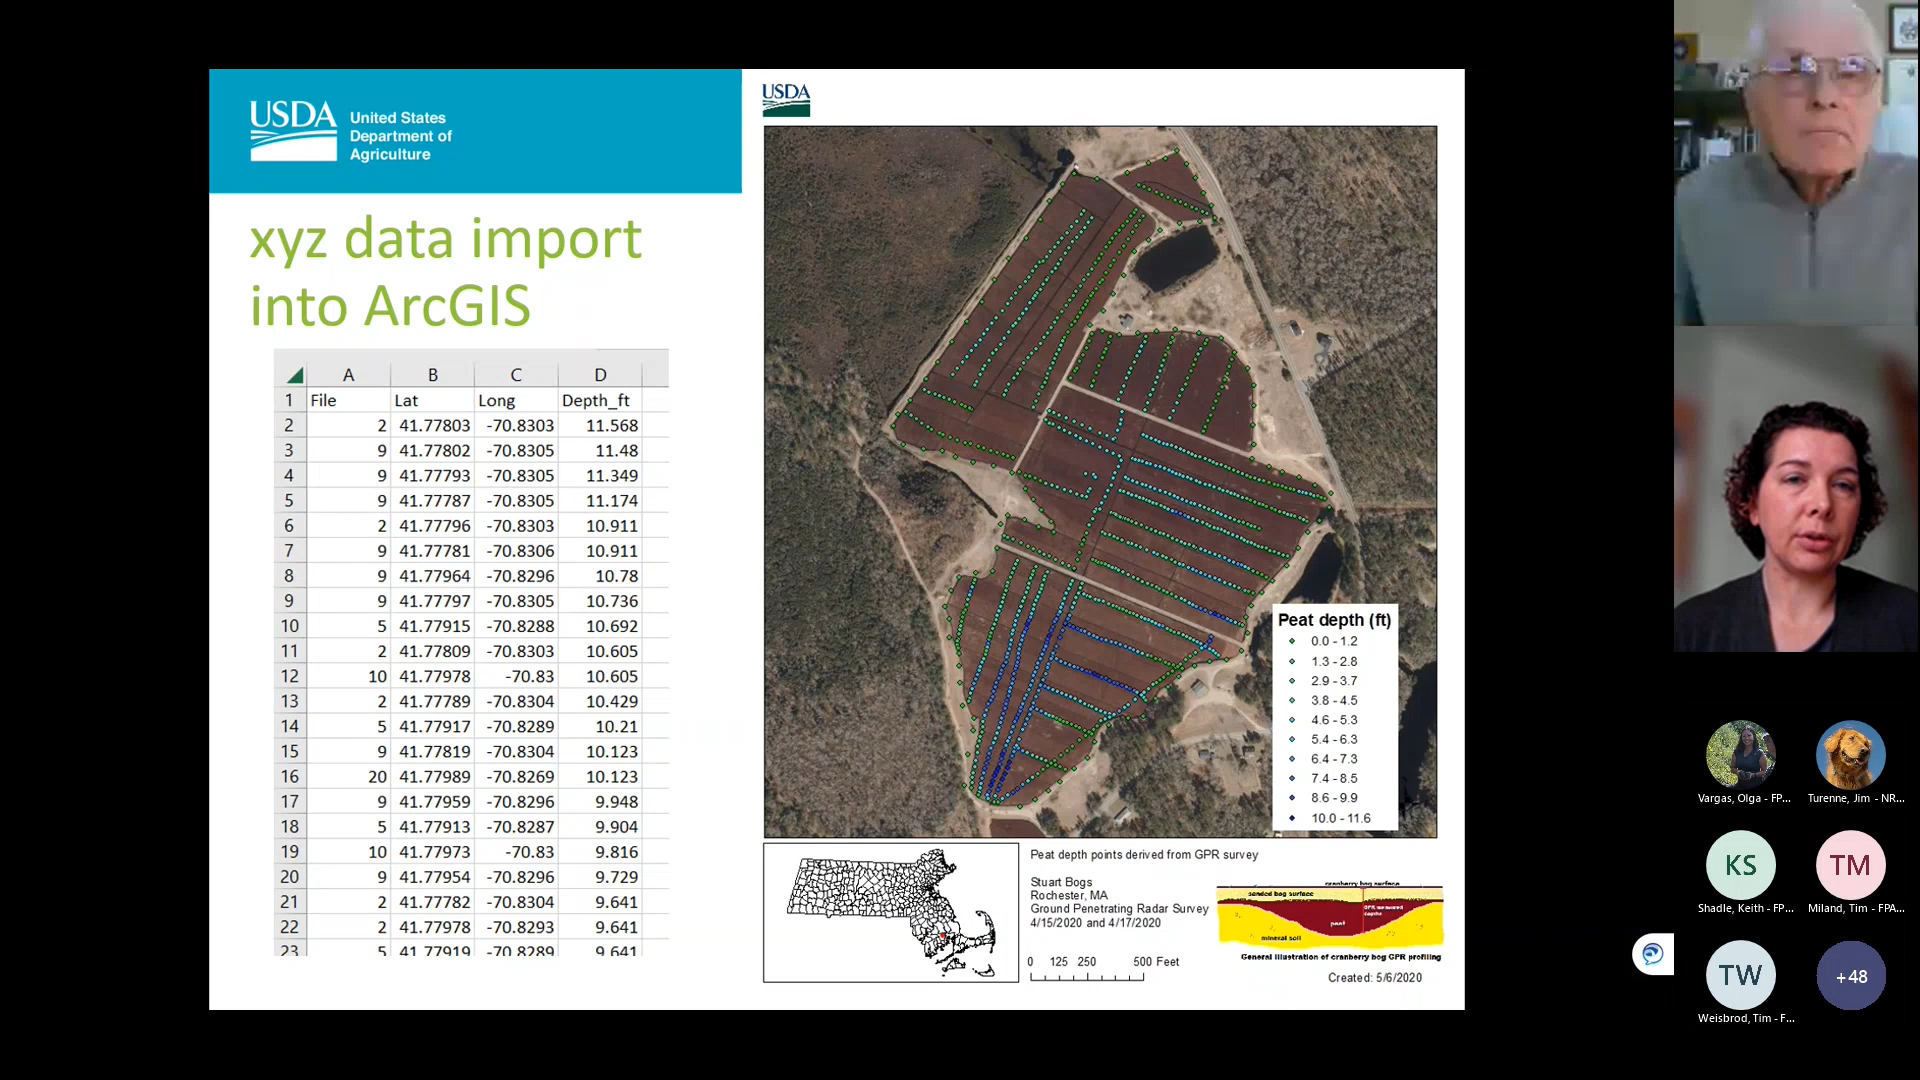 USDA
United States
Department of
Agriculture
xyz data import
into ArcGIS
A B C D
1 File Lat Long Depth_ft
2 2 41.77803 -70.8303 11.568
3 9 41.77802 -70.8305 11.48
4 9 41.77793 -70.8305 11.349
5 9 41.77787 -70.8305 11.174
6 2 41.77796 -70.8303 10.911
7 9 41.77781 -70.8306 10.911
8 9 41.77964 -70.8296 10.78
9 9 41.77797 -70.8305 10.736
10 5 41.77915 -70.8288 10.692
11 2 41.77809 -70.8303 10.605
12 10 41.77978 -70.83 10.605
13 2 41.77789 -70.8304 10.429
14 5 41.77917 -70.8289 10.21
15 9 41.77819 -70.8304 10.123
16 20 41.77989 -70.8269 10.123
17 9 41.77959 -70.8296 9.948
18 5 41.77913 -70.8287 9.904
19 10 41.77973 -70.83 9.816
20 9 41.77954 -70.8296 9.729
21 2 41.77782 -70.8304 9.641
22 2 41.77978 -70.8293 9.641
23 5 41.77919 -70.8289 9.641
USDA
Peat depth (ft)
0.0 - 1.2
1.3 - 2.8
2.9 - 3.7
3.8 - 4.5
4.6 - 5.3
5.4 - 6.3
6.4 - 7.3
7.4 - 8.5
8.6 - 9.9
10.0 - 11.6
Peat depth points derived from GPR survey
Stuart Bogs
Rochester, MA
Ground Penetrating Radar Survey
4/15/2020 and 4/17/2020
0 125 250 500 Feet
cranberry bog surface
sanded bog surface
GPR measured
depths
peat
mineral soil
General illustration of cranberry bog GPR profiling
Created: 5/6/2020
Vargas, Olga - FP...
Turenne, Jim - NR...
KS
Shadle, Keith - FP...
TM
Miland, Tim - FPA...
TW
Weisbrod, Tim - F...
+48